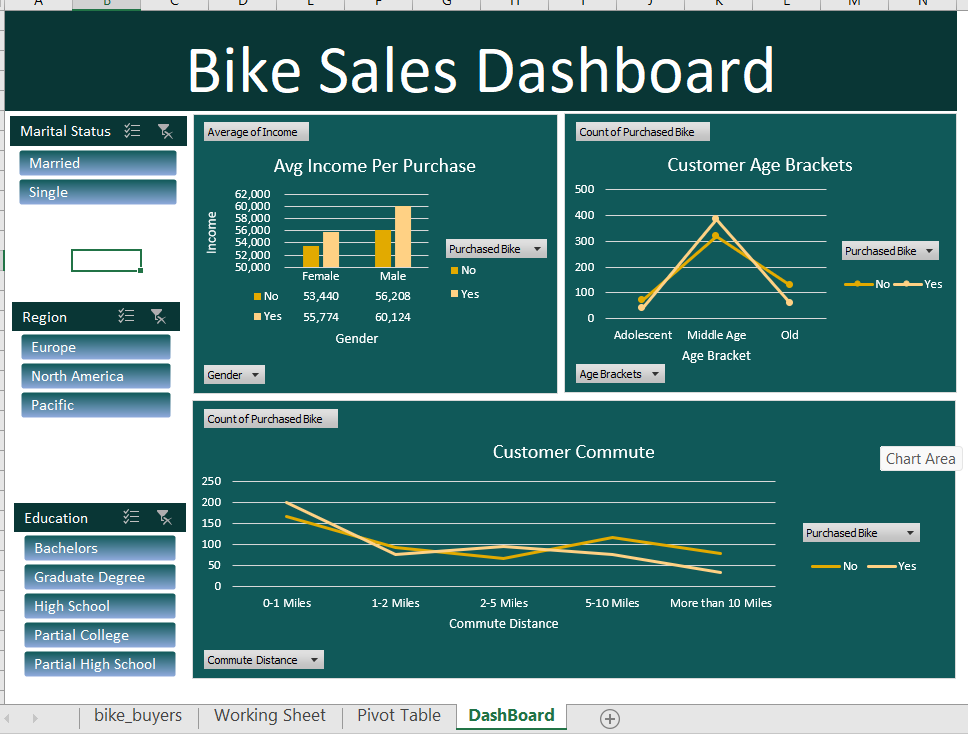 A B C D E F G H I J K L M N
Bike Sales Dashboard
Marital Status
Married
Single
Region
Europe
North America
Pacific
Education
Bachelors
Graduate Degree
High School
Partial College
Partial High School
Average of Income
Avg Income Per Purchase
62,000
60,000
58,000
56,000
54,000
52,000
50,000
Income
Female Male
No 53,440 56,208
Yes 55,774 60,124
Gender
Purchased Bike
No
Yes
Gender
Count of Purchased Bike
Customer Age Brackets
500
400
300
200
100
0
Adolescent Middle Age Old
Age Bracket
Purchased Bike
No Yes
Age Brackets
Count of Purchased Bike
Customer Commute
Chart Area
250
200
150
100
50
0
0-1 Miles 1-2 Miles 2-5 Miles 5-10 Miles More than 10 Miles
Commute Distance
Purchased Bike
No Yes
Commute Distance
bike_buyers Working Sheet Pivot Table DashBoard